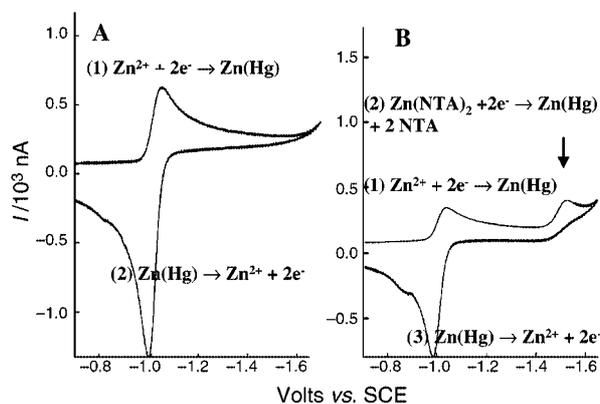 A
(1) Zn²⁺ + 2e⁻ → Zn(Hg)
(2) Zn(Hg) → Zn²⁺ + 2e⁻
1.0
0.5
0.0
−0.5
−1.0
I /10³ nA
−0.8 −1.0 −1.2 −1.4 −1.6
B
(2) Zn(NTA)₂ +2e⁻ → Zn(Hg)
+ 2 NTA
(1) Zn²⁺ + 2e⁻ → Zn(Hg)
(3) Zn(Hg) → Zn²⁺ + 2e⁻
1.5
1.0
0.5
0.0
−0.5
−0.8 −1.0 −1.2 −1.4 −1.6
Volts vs. SCE